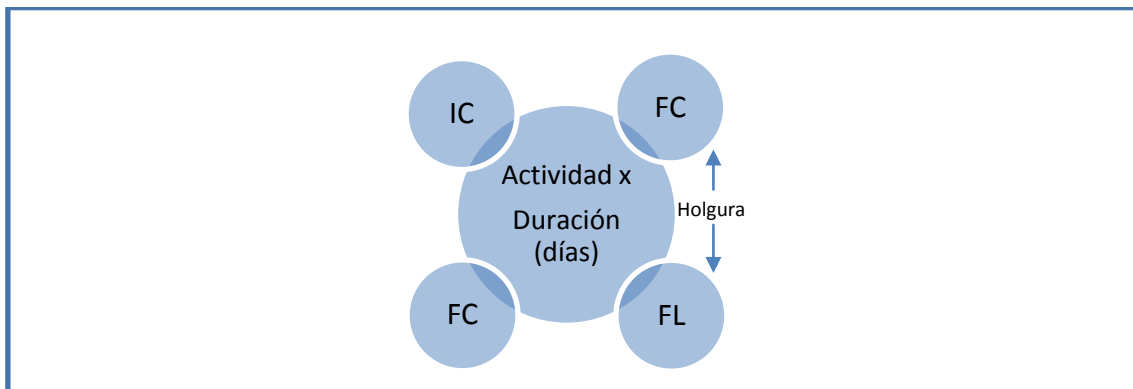 IC
FC
Actividad x
Duración
(días)
Holgura
FC
FL